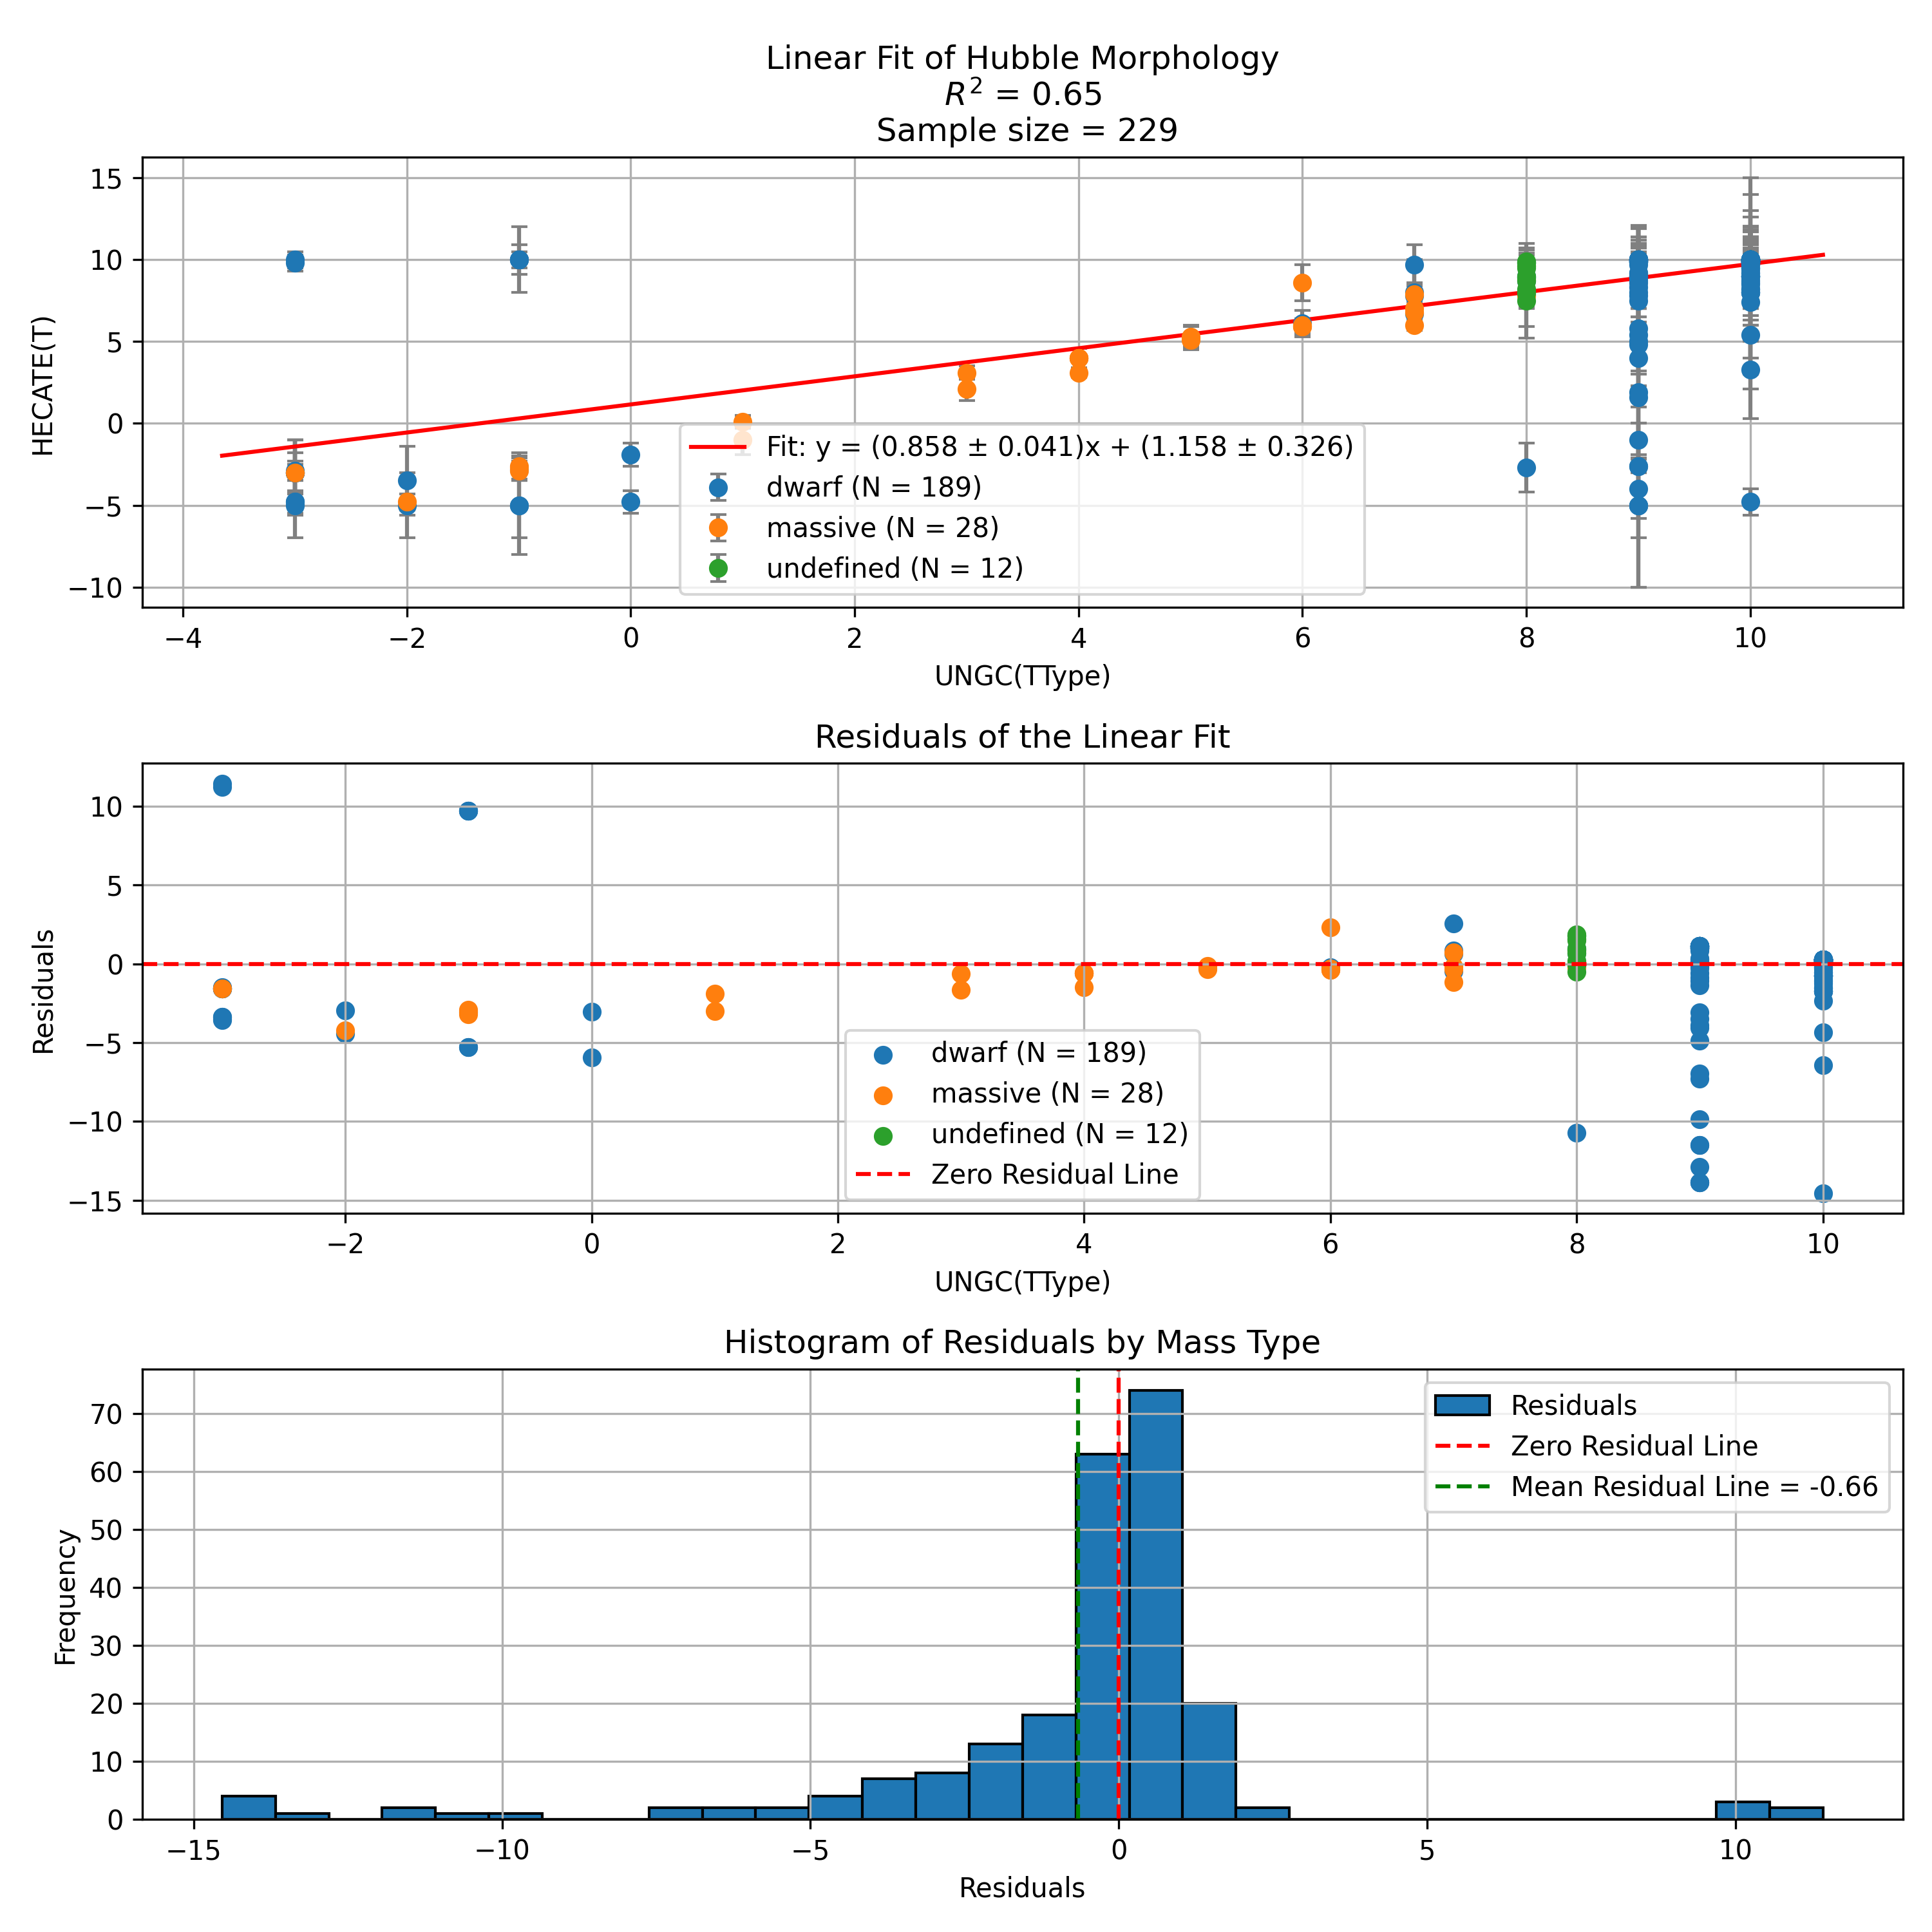 Linear Fit of Hubble Morphology
R² = 0.65
Sample size = 229
15
10
5
0
−5
−10
HECATE(T)
Fit: y = (0.858 ± 0.041)x + (1.158 ± 0.326)
dwarf (N = 189)
massive (N = 28)
undefined (N = 12)
−4 −2 0 2 4 6 8 10
UNGC(TType)
Residuals of the Linear Fit
10
5
0
−5
−10
−15
Residuals
dwarf (N = 189)
massive (N = 28)
undefined (N = 12)
Zero Residual Line
−2 0 2 4 6 8 10
UNGC(TType)
Histogram of Residuals by Mass Type
70
60
50
40
30
20
10
0
Frequency
Residuals
Zero Residual Line
Mean Residual Line = -0.66
−15 −10 −5 0 5 10
Residuals